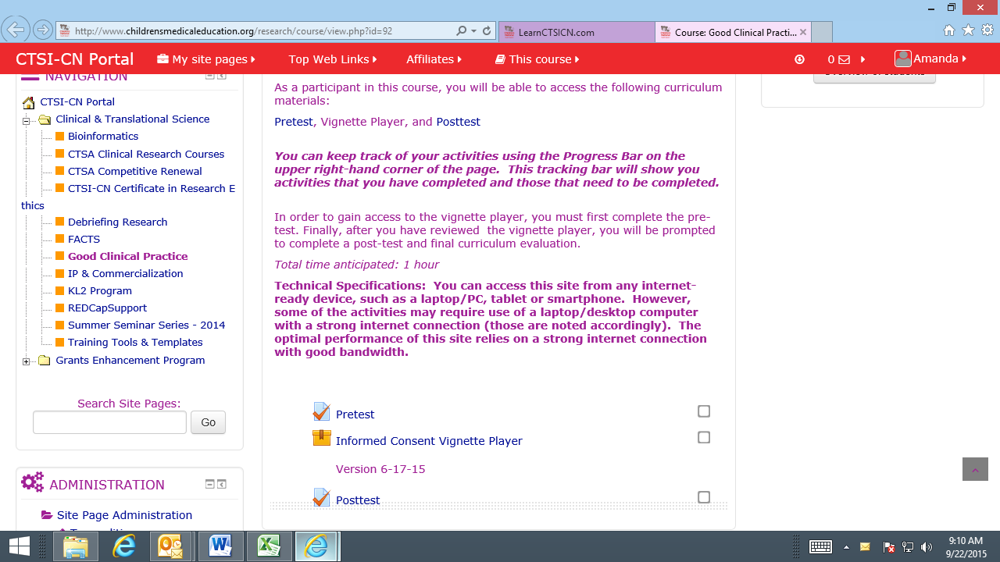 http://www.childrensmedicaleducation.org/research/course/view.php?id=92
LearnCTSICN.com
Course: Good Clinical Practi...
CTSI-CN Portal
My site pages
Top Web Links
Affiliates
This course
0
Amanda
NAVIGATION
CTSI-CN Portal
Clinical & Translational Science
Bioinformatics
CTSA Clinical Research Courses
CTSA Competitive Renewal
CTSI-CN Certificate in Research E
thics
Debriefing Research
FACTS
Good Clinical Practice
IP & Commercialization
KL2 Program
REDCapSupport
Summer Seminar Series - 2014
Training Tools & Templates
Grants Enhancement Program
Search Site Pages:
Go
ADMINISTRATION
Site Page Administration
As a participant in this course, you will be able to access the following curriculum
materials:
Pretest, Vignette Player, and Posttest
You can keep track of your activities using the Progress Bar on the
upper right-hand corner of the page.  This tracking bar will show you
activities that you have completed and those that need to be completed.
In order to gain access to the vignette player, you must first complete the pre-
test. Finally, after you have reviewed  the vignette player, you will be prompted
to complete a post-test and final curriculum evaluation.
Total time anticipated: 1 hour
Technical Specifications:  You can access this site from any internet-
ready device, such as a laptop/PC, tablet or smartphone.  However,
some of the activities may require use of a laptop/desktop computer
with a strong internet connection (those are noted accordingly).  The
optimal performance of this site relies on a strong internet connection
with good bandwidth.
Pretest
Informed Consent Vignette Player
Version 6-17-15
Posttest
Overview of students
9:10 AM
9/22/2015